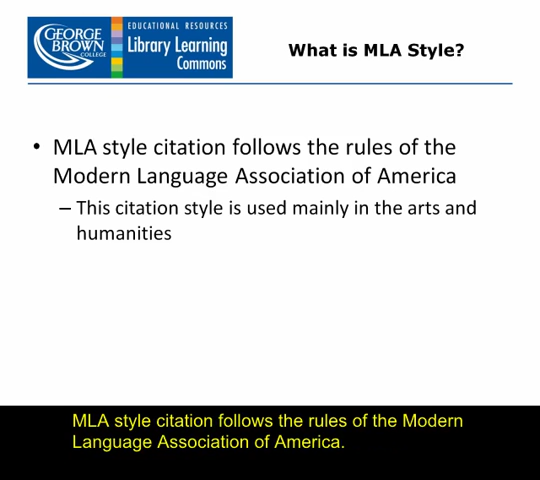 GEORGE
BROWN
COLLEGE
EDUCATIONAL RESOURCES
Library Learning
Commons
What is MLA Style?
• MLA style citation follows the rules of the
Modern Language Association of America
– This citation style is used mainly in the arts and
humanities
MLA style citation follows the rules of the Modern
Language Association of America.